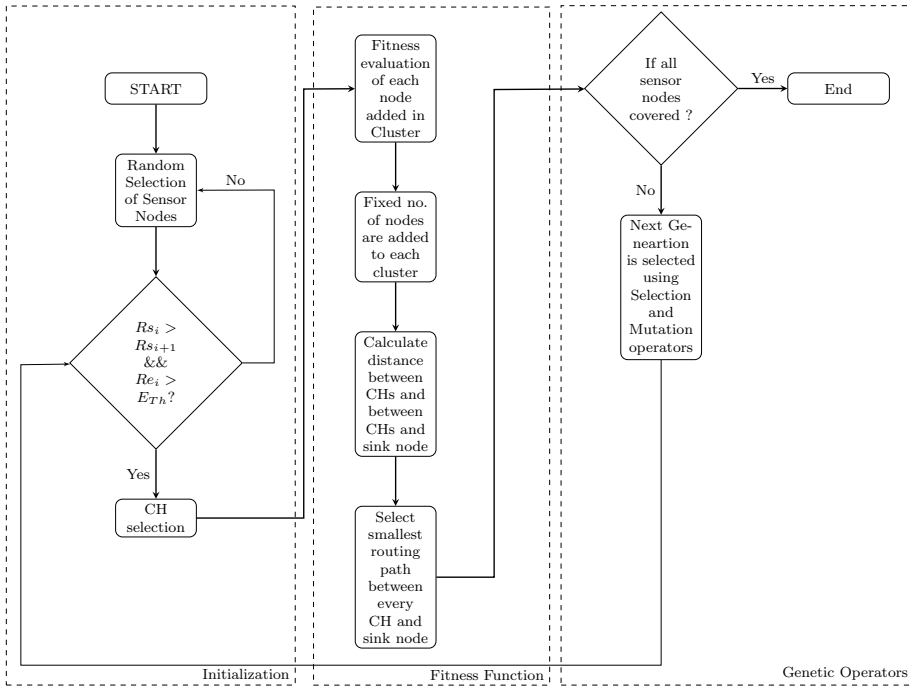 START
Random
Selection
of Sensor
Nodes
No
Rs_i >
Rs_{i+1}
&&
Re_i >
E_{Th}?
Yes
CH
selection
Initialization
Fitness
evaluation
of each
node
added in
Cluster
Fixed no.
of nodes
are added
to each
cluster
Calculate
distance
between
CHs and
between
CHs and
sink node
Select
smallest
routing
path
between
every
CH and
sink node
Fitness Function
If all
sensor
nodes
covered ?
Yes
End
No
Next Ge-
neartion
is selected
using
Selection
and
Mutation
operators
Genetic Operators